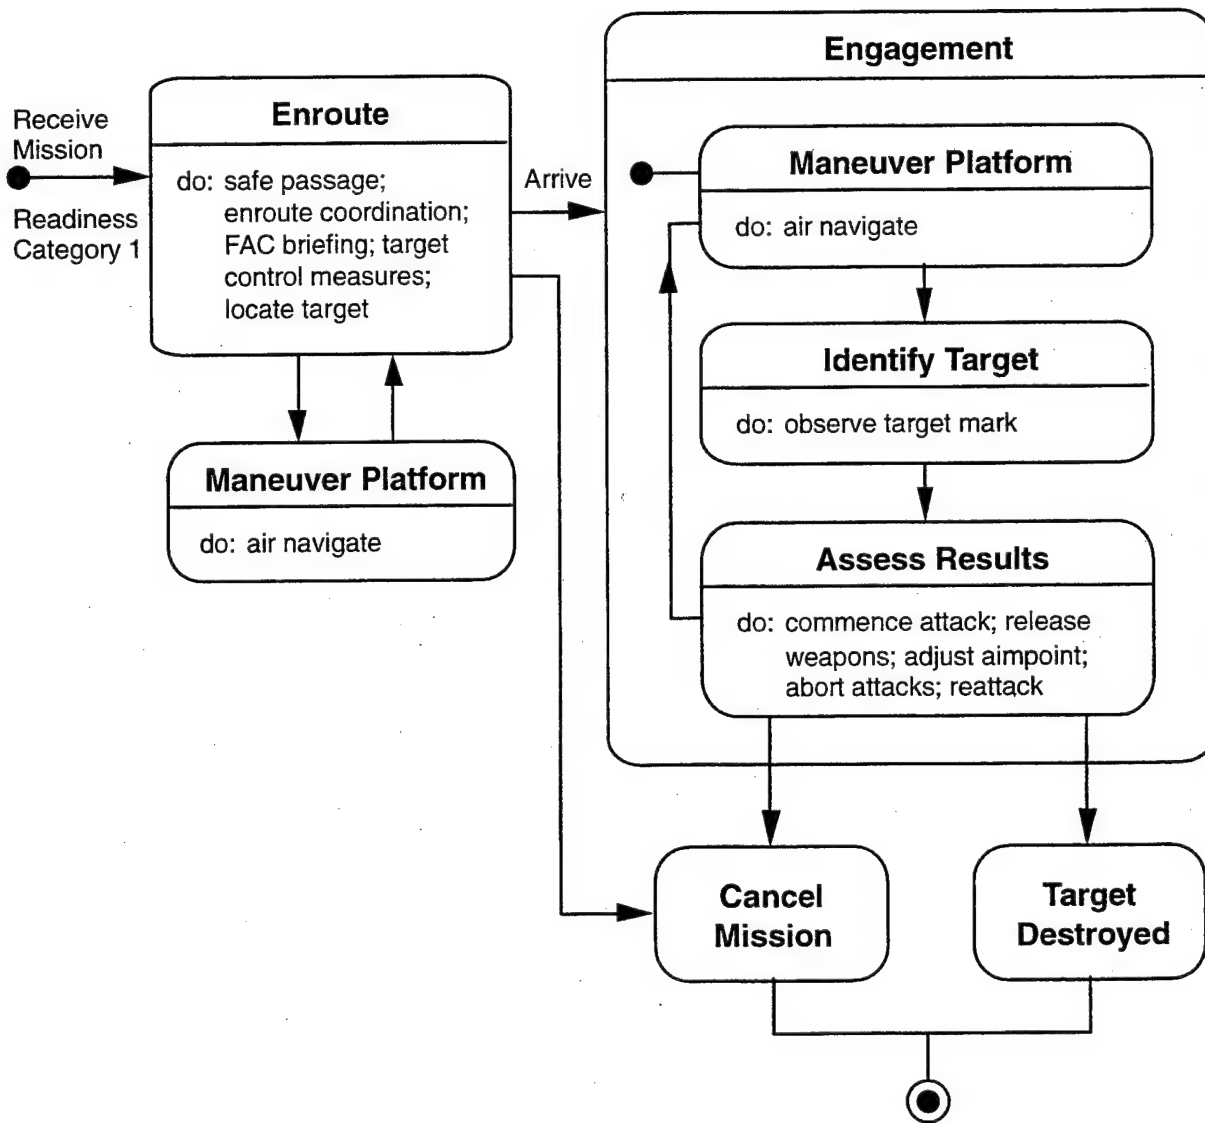 Receive
Mission
Readiness
Category 1
Enroute
do: safe passage;
enroute coordination;
FAC briefing; target
control measures;
locate target
Maneuver Platform
do: air navigate
Arrive
Engagement
Maneuver Platform
do: air navigate
Identify Target
do: observe target mark
Assess Results
do: commence attack; release
weapons; adjust aimpoint;
abort attacks; reattack
Cancel
Mission
Target
Destroyed